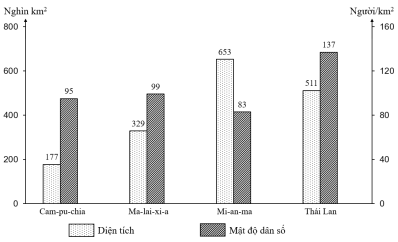 Nghìn km²
Người/km²
800
160
653
137
600
120
511
95
99
83
400
80
329
177
200
40
0
0
Cam-pu-chia
Ma-lai-xi-a
Mi-an-ma
Thái Lan
Diện tích
Mật độ dân số